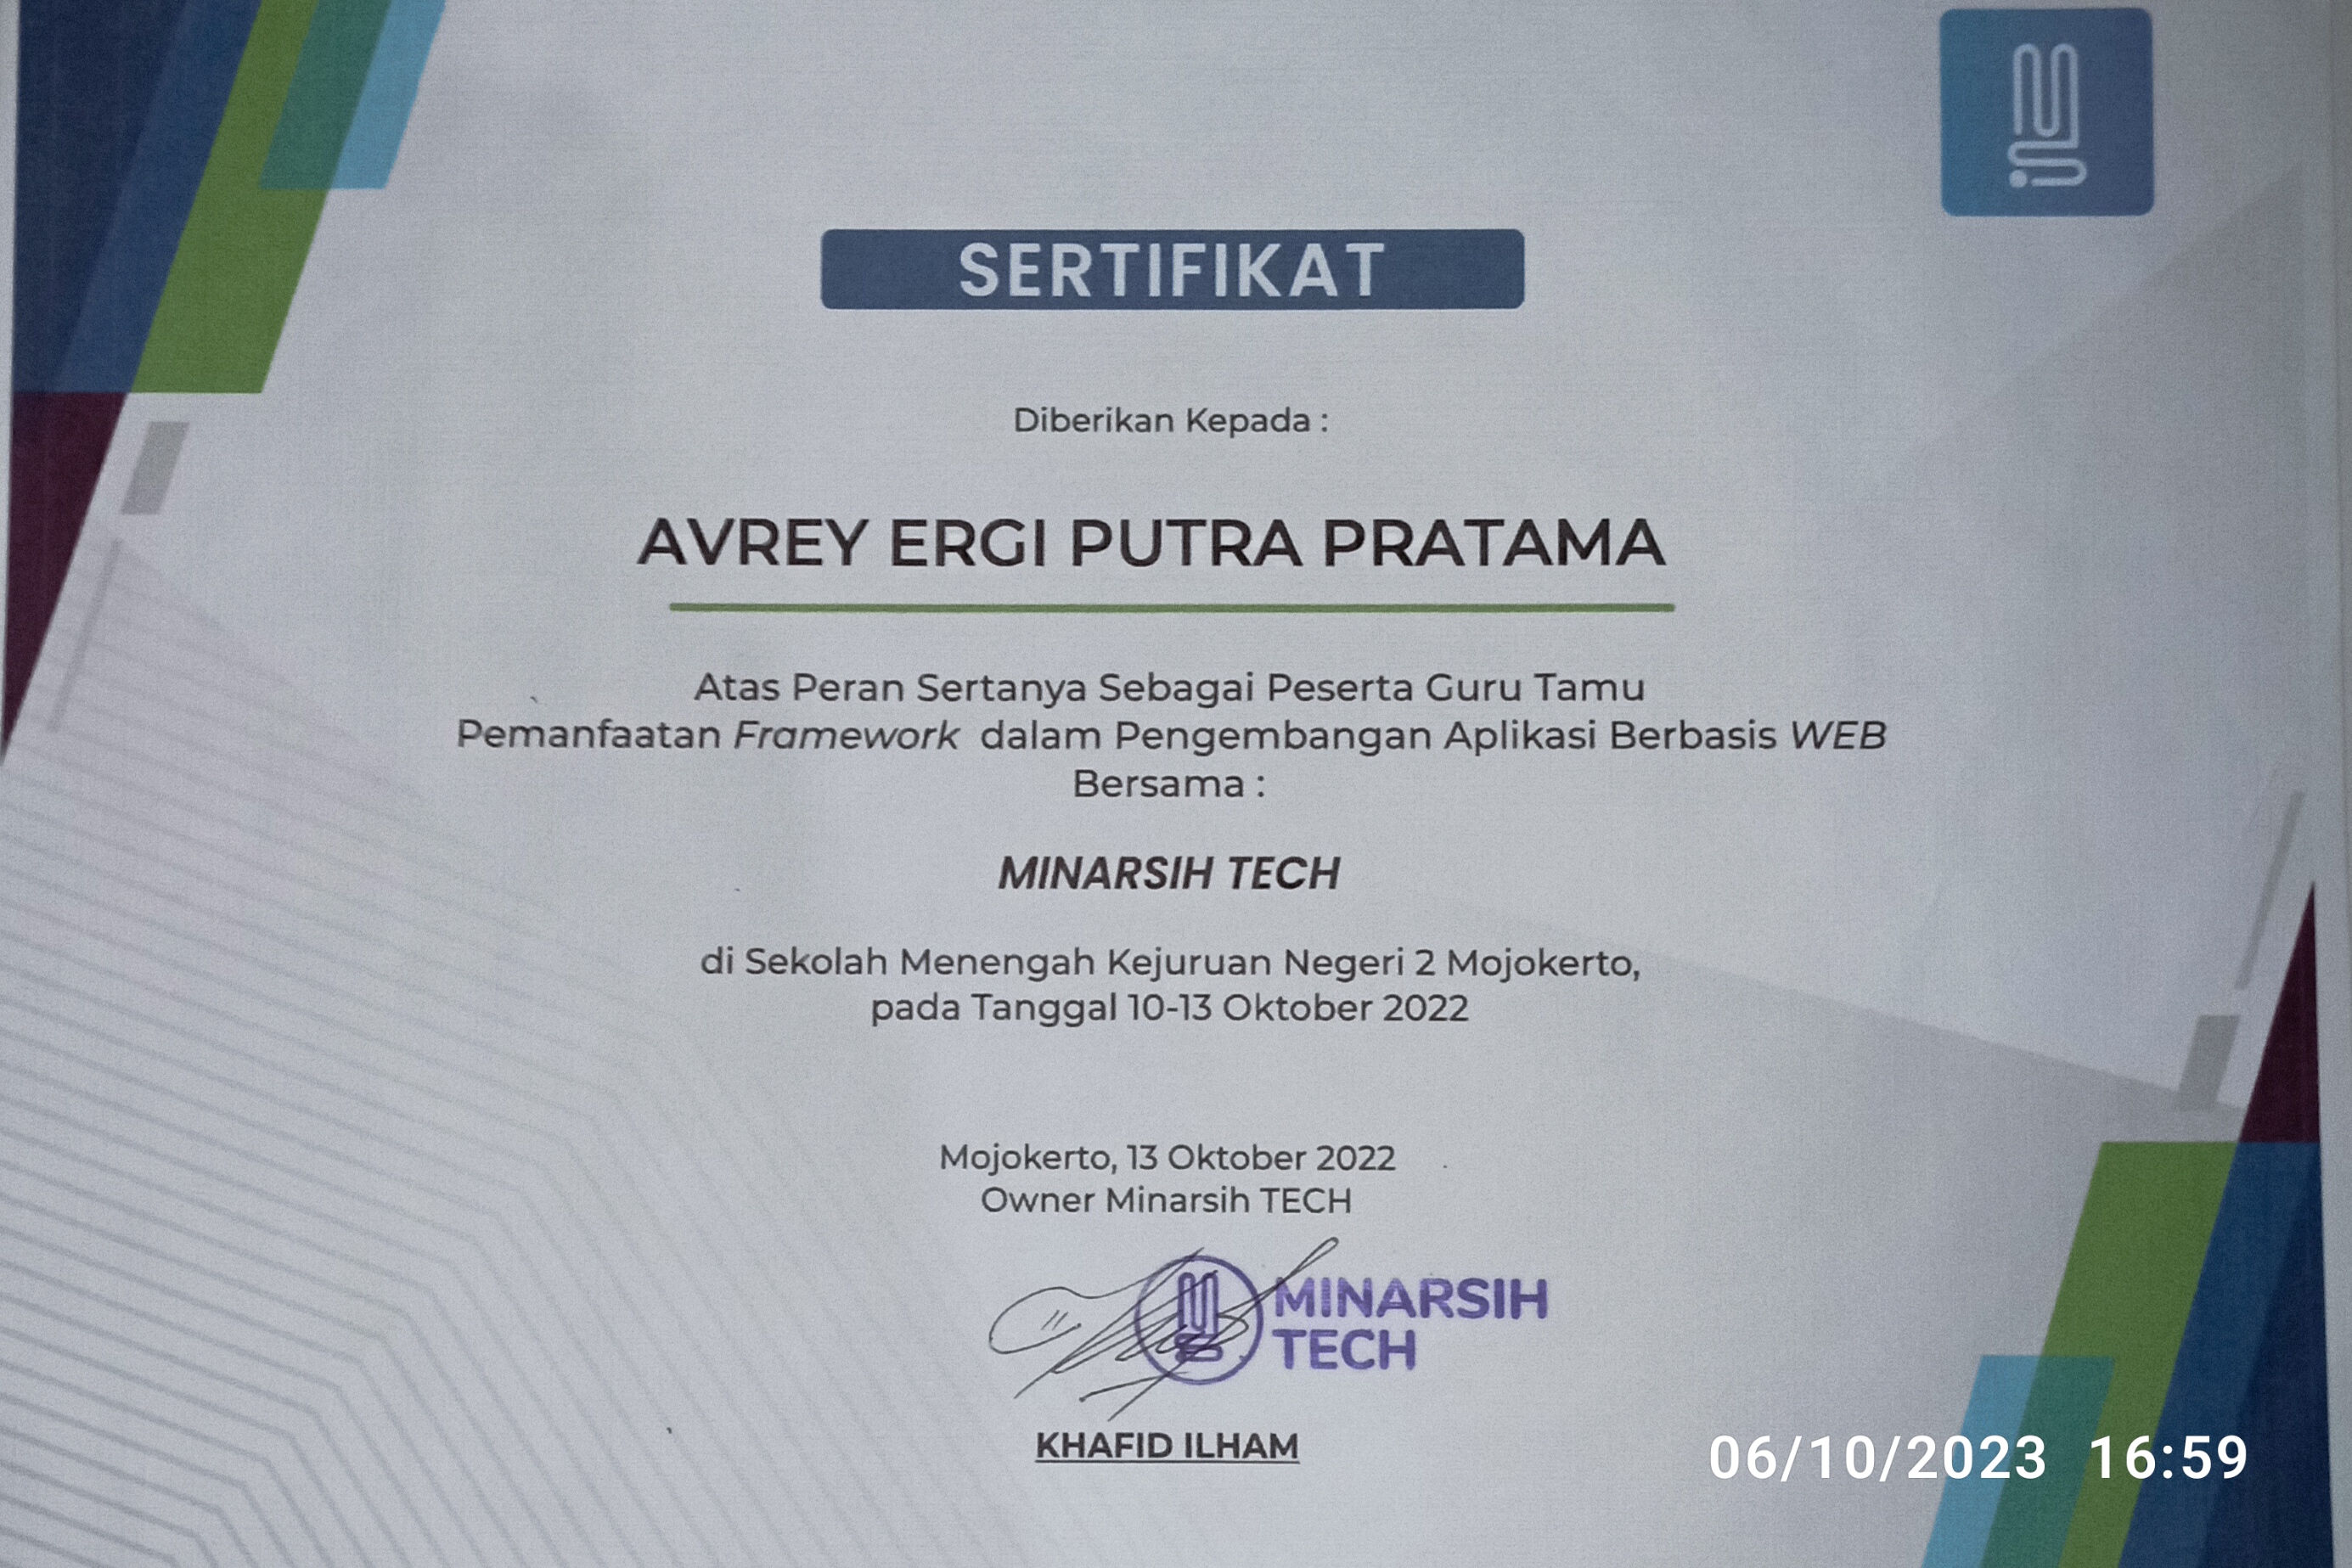 SERTIFIKAT
Diberikan Kepada :
AVREY ERGI PUTRA PRATAMA
Atas Peran Sertanya Sebagai Peserta Guru Tamu
Pemanfaatan Framework dalam Pengembangan Aplikasi Berbasis WEB
Bersama :
MINARSIH TECH
di Sekolah Menengah Kejuruan Negeri 2 Mojokerto,
pada Tanggal 10-13 Oktober 2022
Mojokerto, 13 Oktober 2022
Owner Minarsih TECH
MINARSIH
TECH
KHAFID ILHAM
06/10/2023 16:59